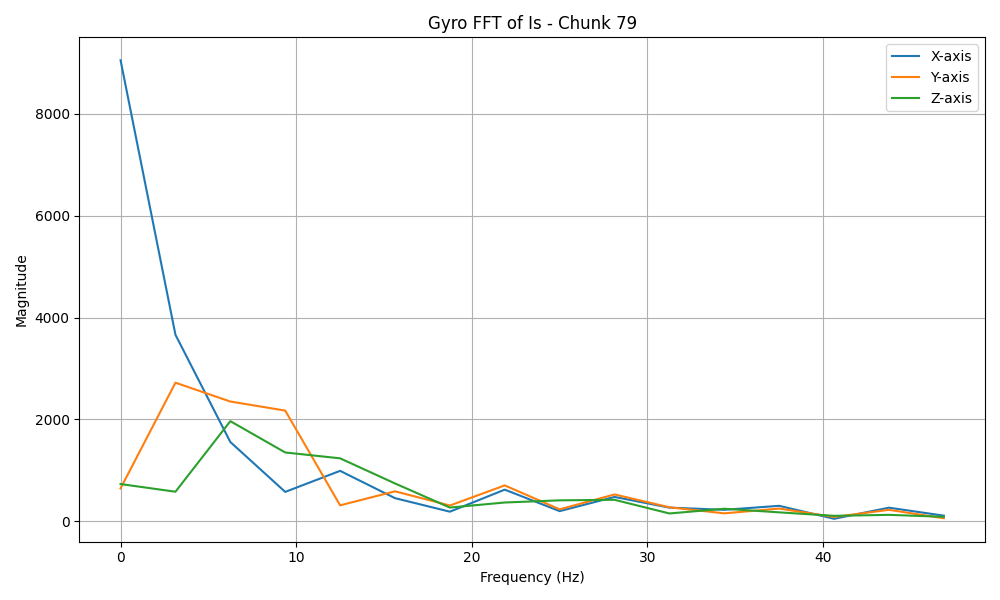 Gyro FFT of Is - Chunk 79
X-axis
Y-axis
Z-axis
8000
6000
4000
2000
0
Magnitude
0
10
20
30
40
Frequency (Hz)